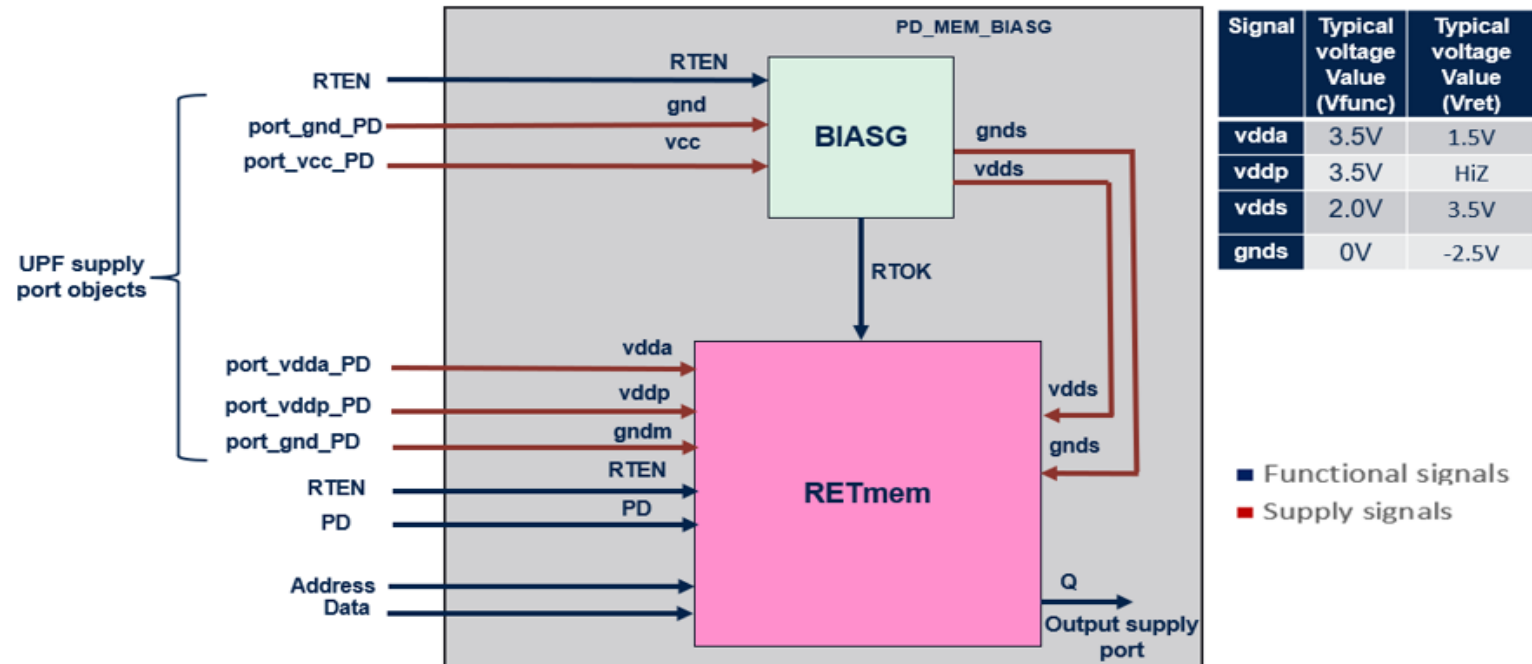 PD_MEM_BIASG
RTEN
RTEN
port_gnd_PD
gnd
port_vcc_PD
vcc
BIASG
gnds
vdds
UPF supply
port objects
RTOK
port_vdda_PD
vdda
port_vddp_PD
vddp
port_gnd_PD
gndm
RTEN
RTEN
PD
PD
Address
Data
RETmem
vdds
gnds
Q
Output supply
port
Signal Typical voltage Value (Vfunc) Typical voltage Value (Vret)
vdda 3.5V 1.5V
vddp 3.5V HiZ
vdds 2.0V 3.5V
gnds 0V -2.5V
Functional signals
Supply signals